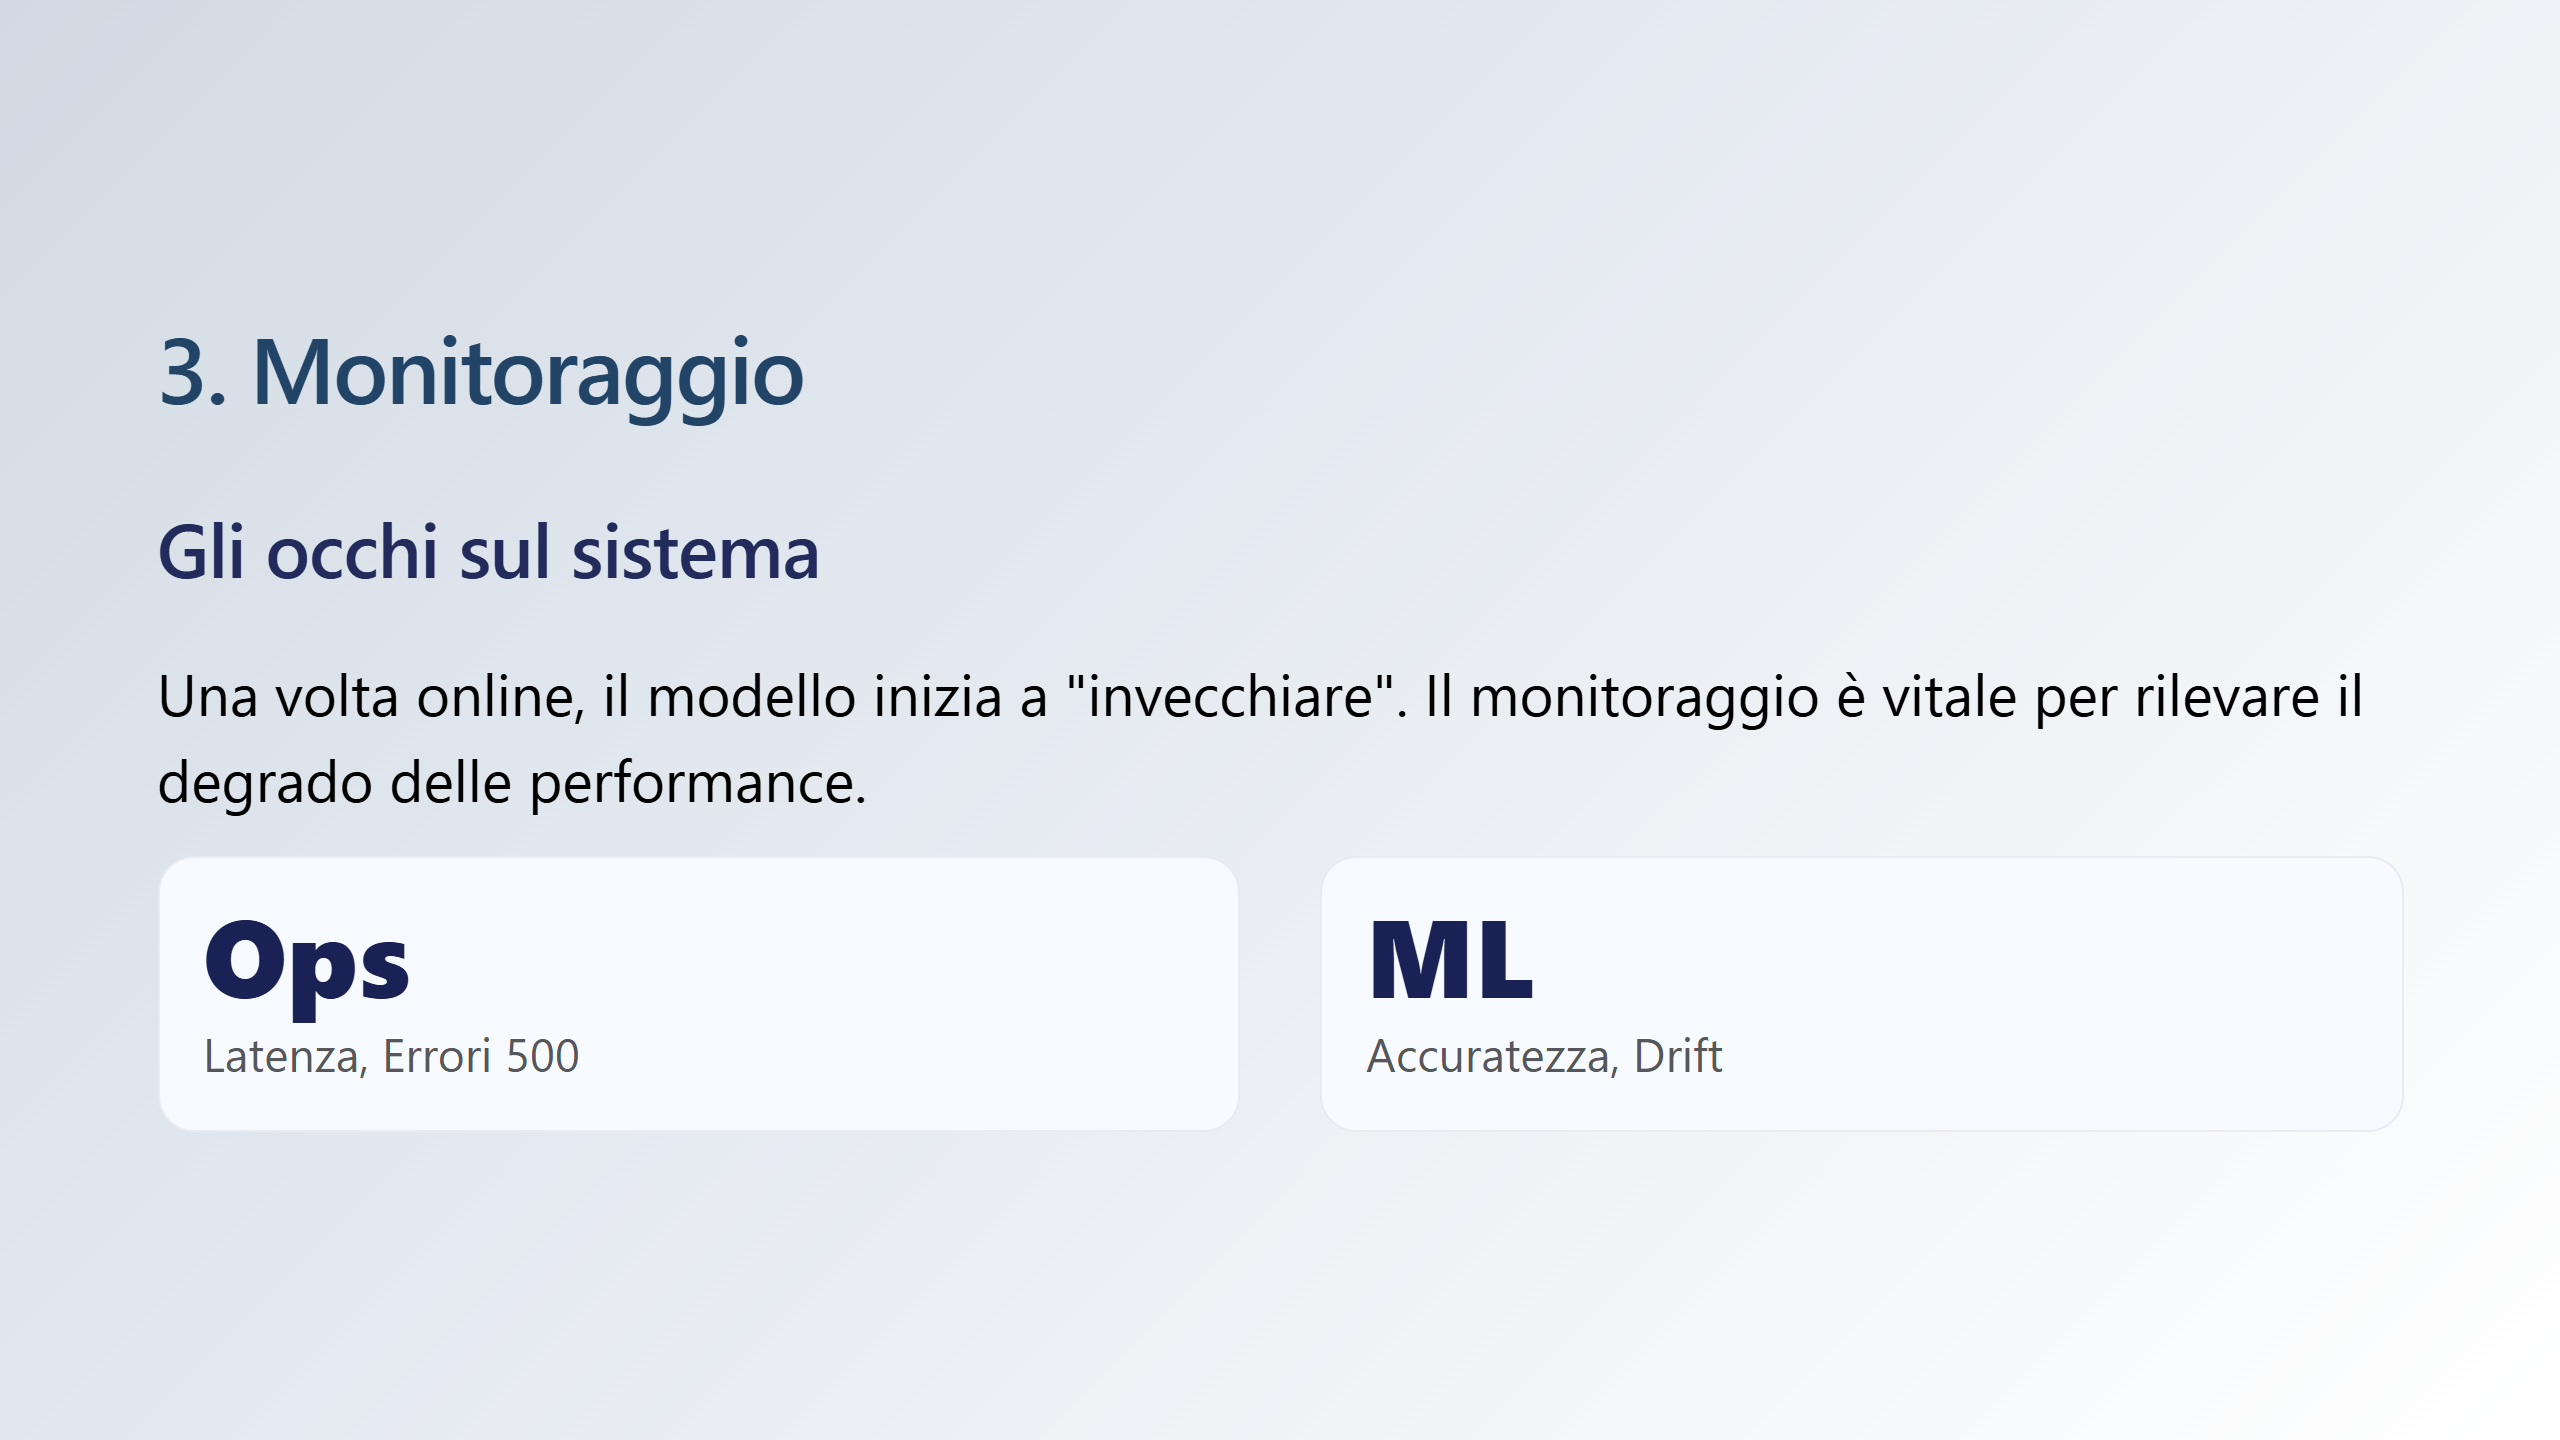 3. Monitoraggio
Gli occhi sul sistema
Una volta online, il modello inizia a "invecchiare". Il monitoraggio è vitale per rilevare il
degrado delle performance.
Ops
Latenza, Errori 500
ML
Accuratezza, Drift